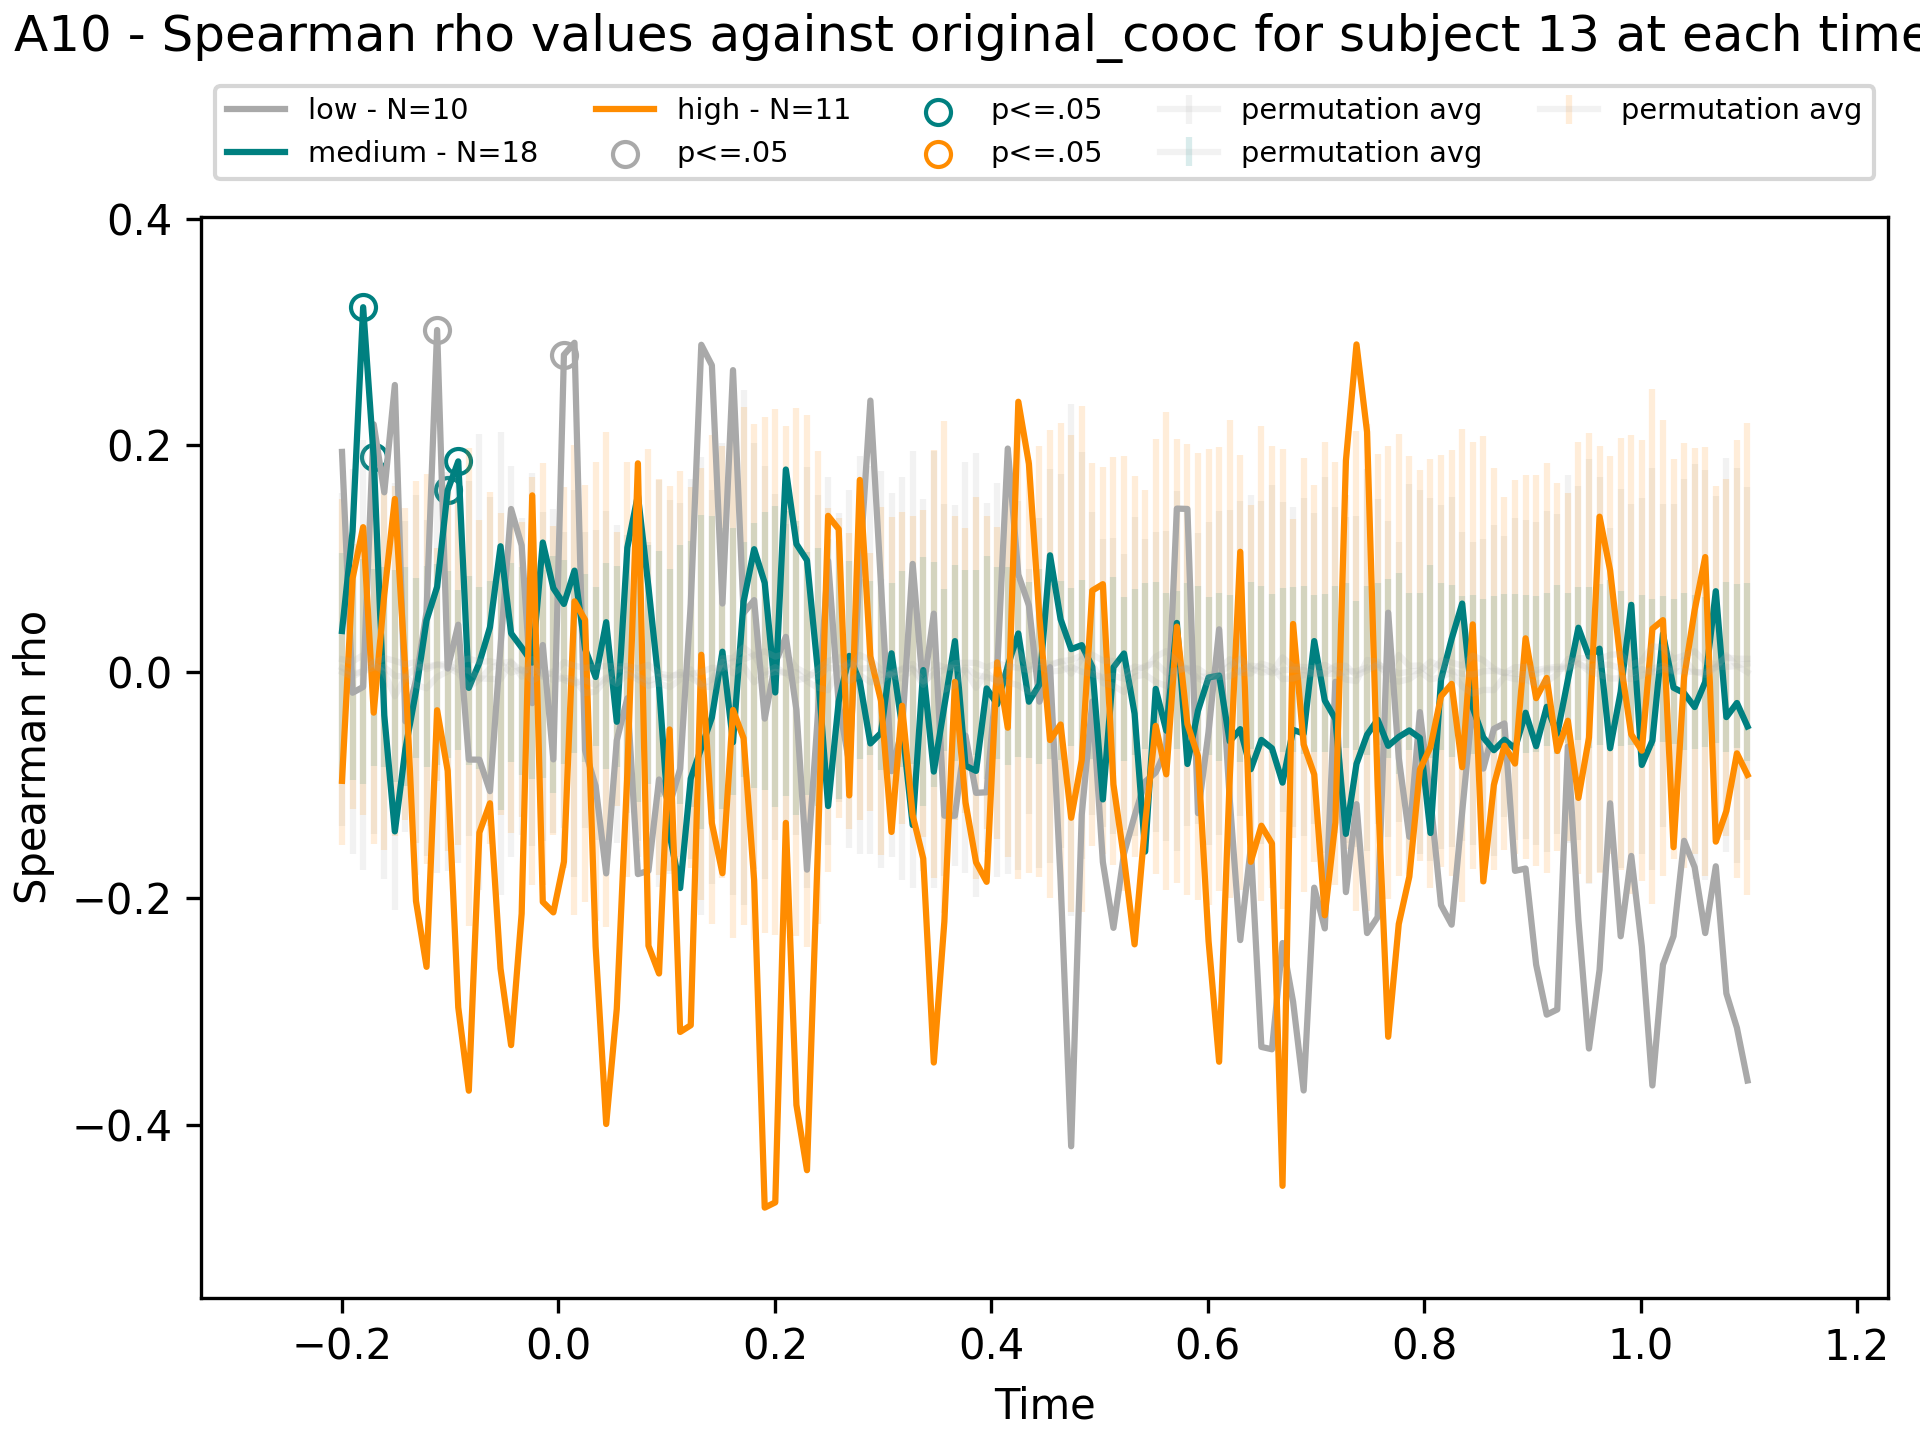 A10 - Spearman rho values against original_cooc for subject 13 at each time
low - N=10
medium - N=18
high - N=11
p<=.05
p<=.05
p<=.05
permutation avg
permutation avg
permutation avg
0.4
0.2
0.0
−0.2
−0.4
Spearman rho
−0.2
0.0
0.2
0.4
0.6
0.8
1.0
1.2
Time